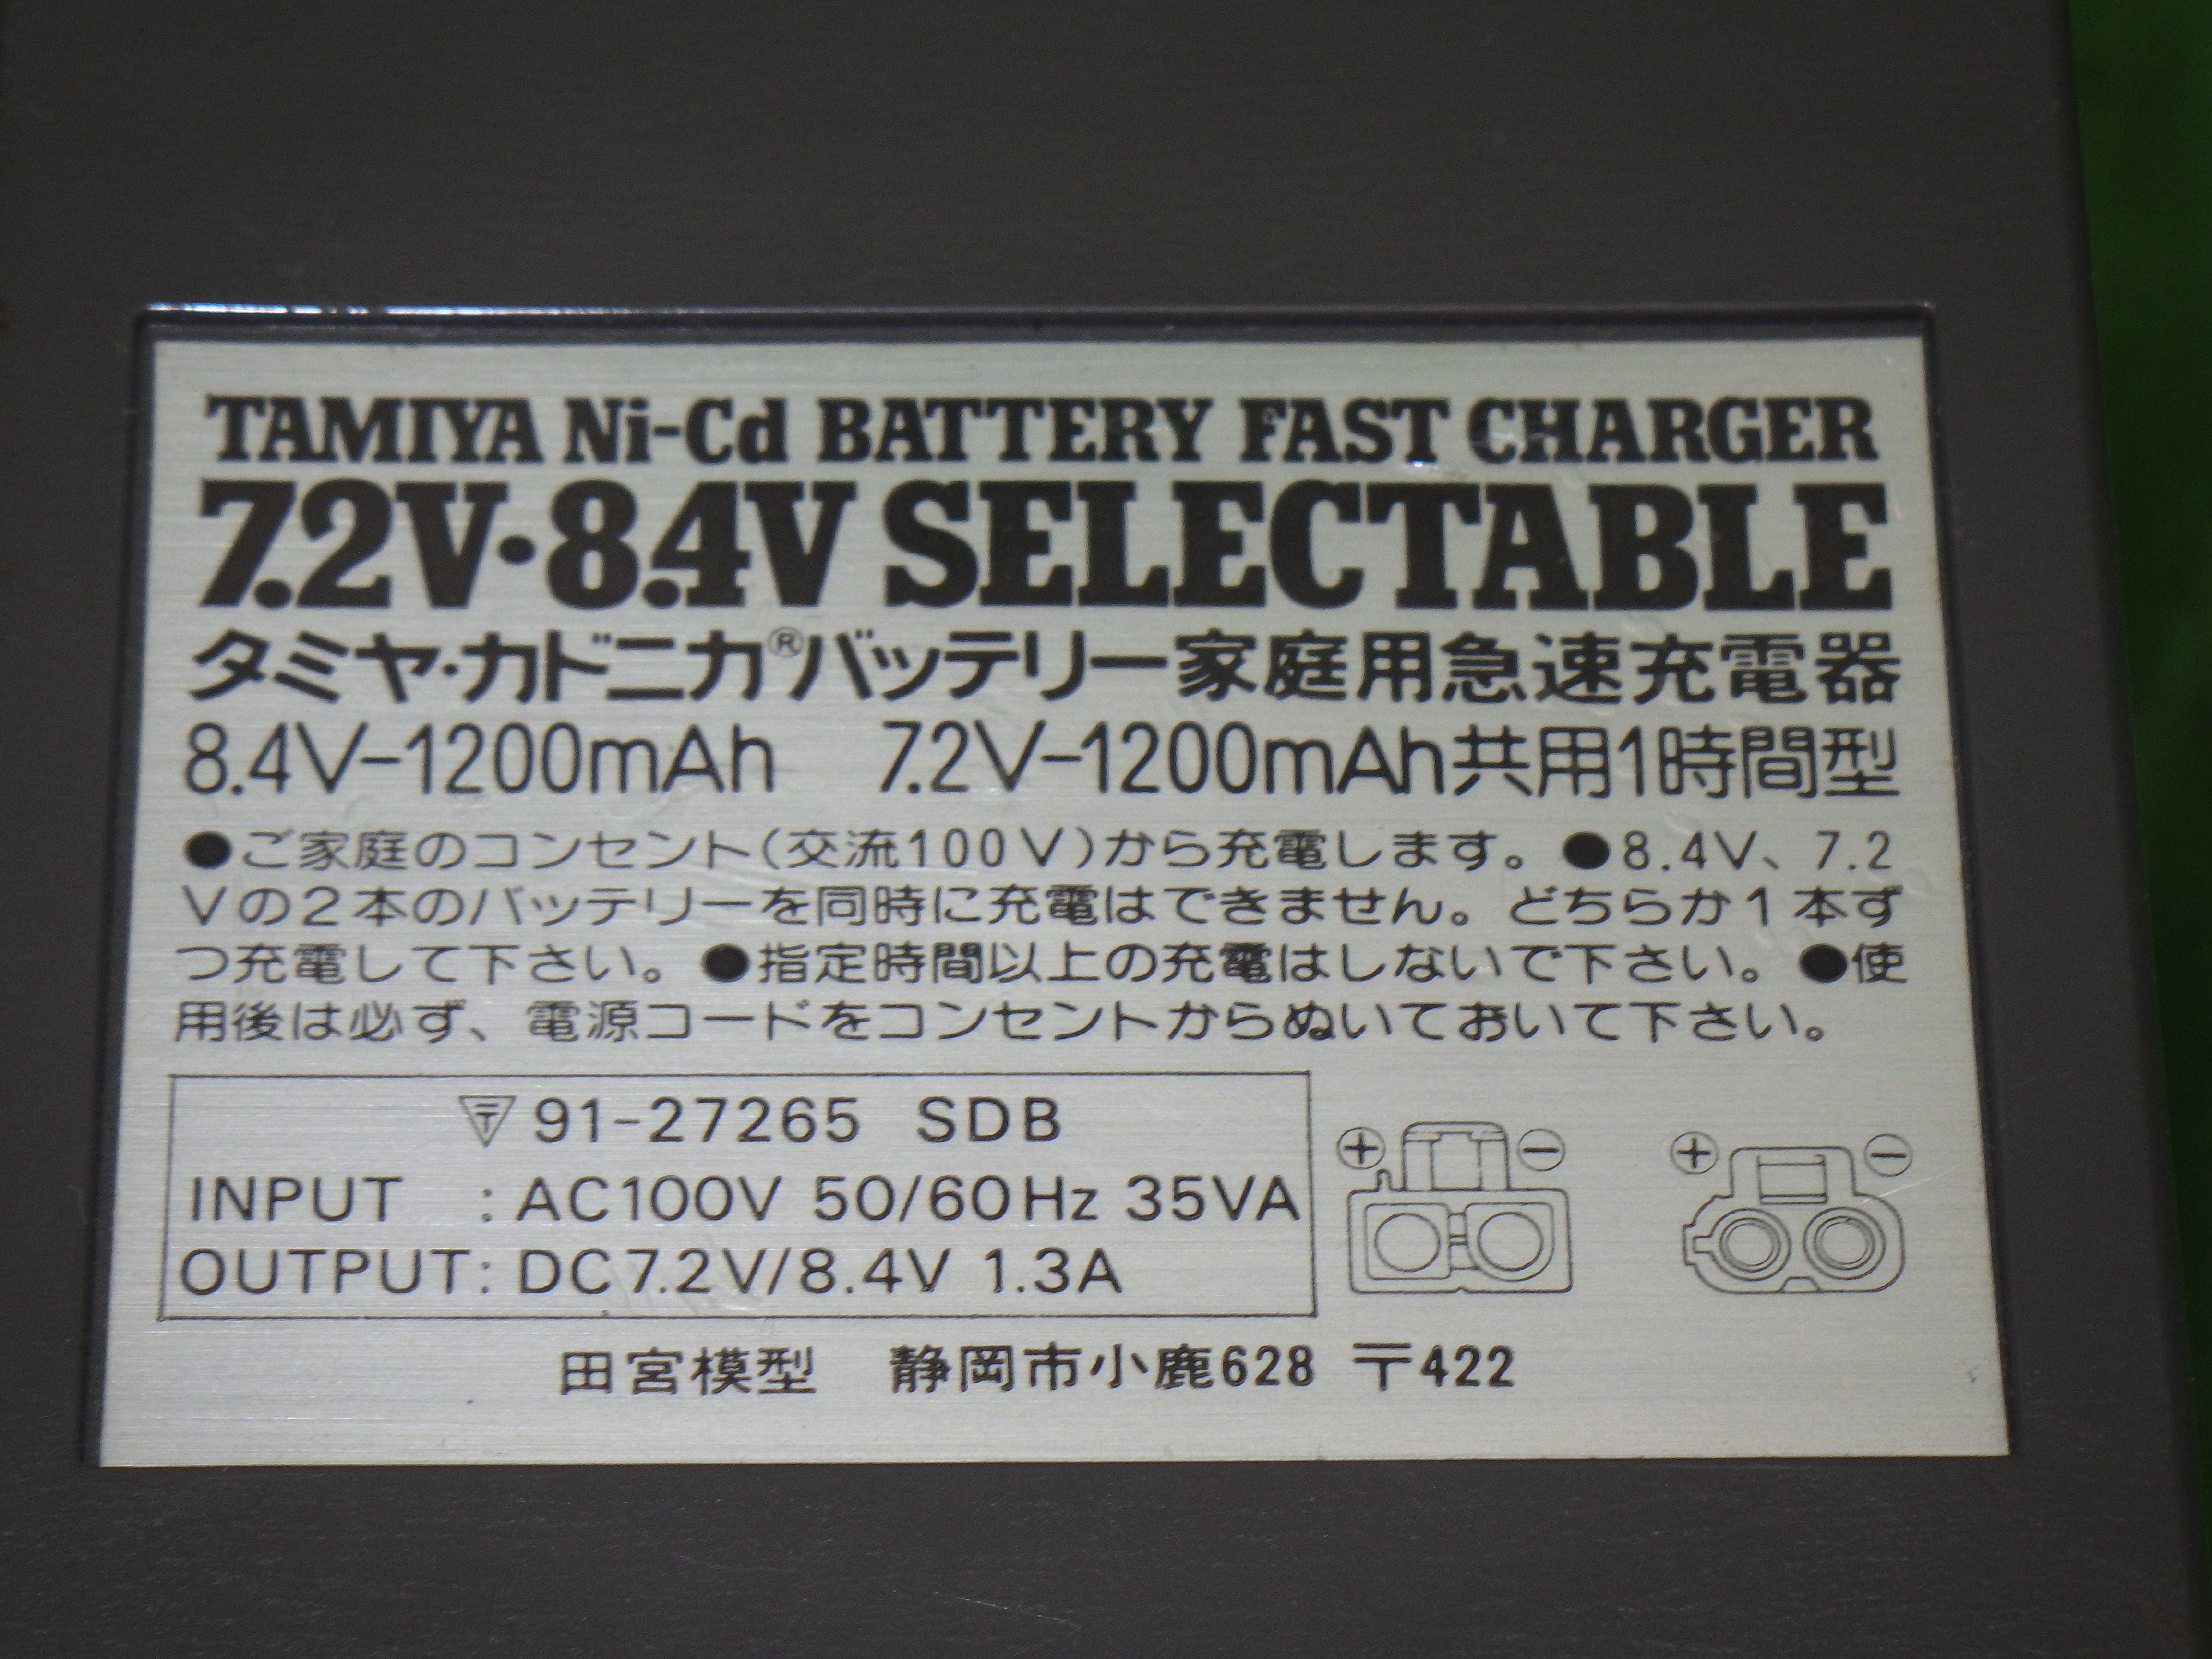 TAMIYA Ni-Cd BATTERY FAST CHARGER
7.2V・8.4V SELECTABLE
タミヤ・カドニカ®バッテリー家庭用急速充電器
8.4V-1200mAh 7.2V-1200mAh共用1時間型
●ご家庭のコンセント(交流100V)から充電します。●8.4V、7.2
Vの2本のバッテリーを同時に充電はできません。どちらか1本ず
つ充電して下さい。●指定時間以上の充電はしないで下さい。●使
用後は必ず、電源コードをコンセントからぬいておいて下さい。
91-27265 SDB
INPUT : AC100V 50/60Hz 35VA
OUTPUT: DC7.2V/8.4V 1.3A
⊕ ⊖ ⊕ ⊖
田宮模型 静岡市小鹿628 〒422